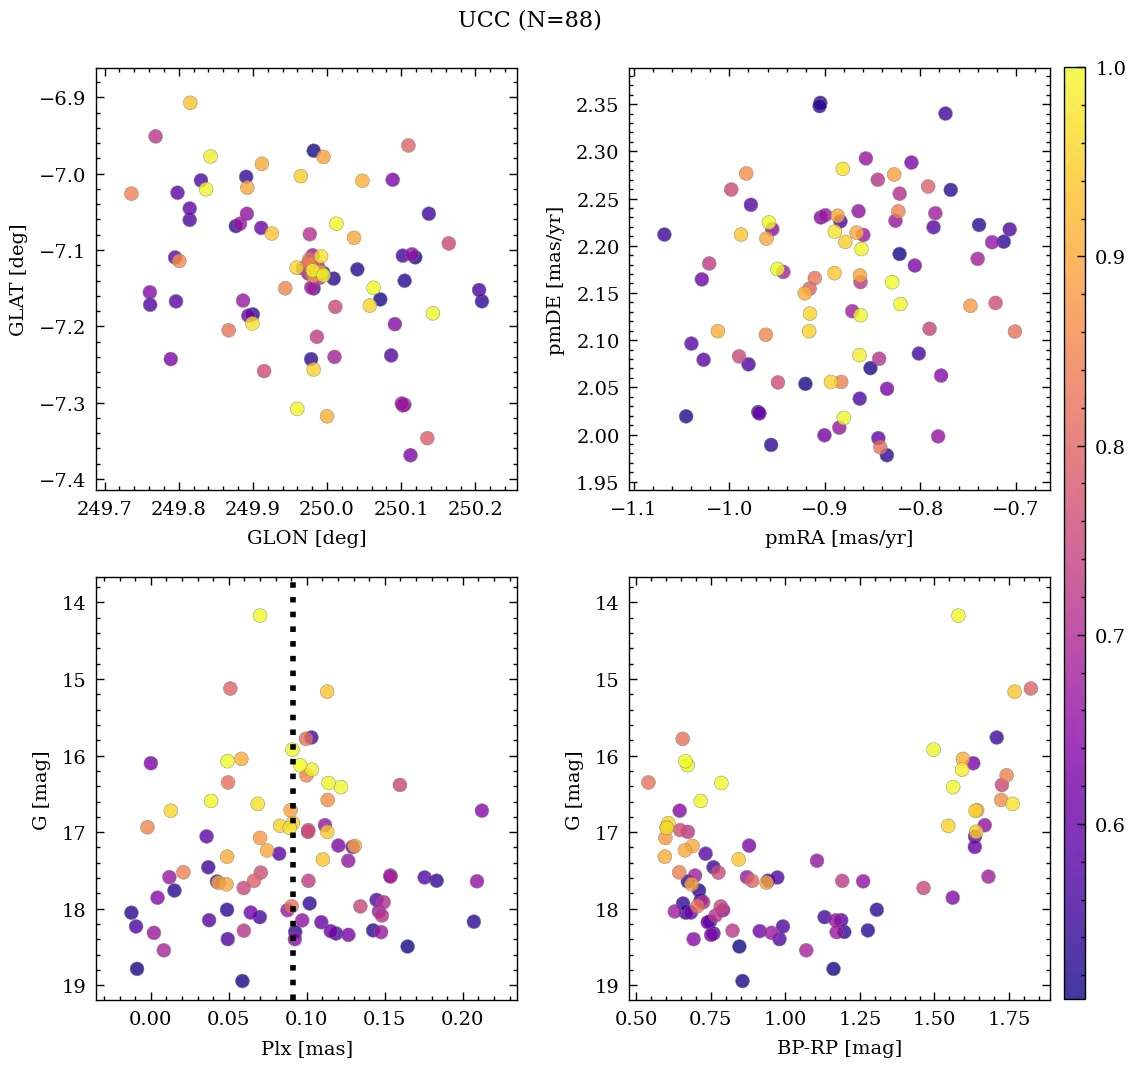 UCC (N=88)
−6.9
−7.0
−7.1
−7.2
−7.3
−7.4
GLAT [deg]
249.7 249.8 249.9 250.0 250.1 250.2
GLON [deg]
2.35
2.30
2.25
2.20
2.15
2.10
2.05
2.00
1.95
pmDE [mas/yr]
−1.1 −1.0 −0.9 −0.8 −0.7
pmRA [mas/yr]
14
15
16
17
18
19
G [mag]
0.00 0.05 0.10 0.15 0.20
Plx [mas]
14
15
16
17
18
19
G [mag]
0.50 0.75 1.00 1.25 1.50 1.75
BP-RP [mag]
1.0
0.9
0.8
0.7
0.6